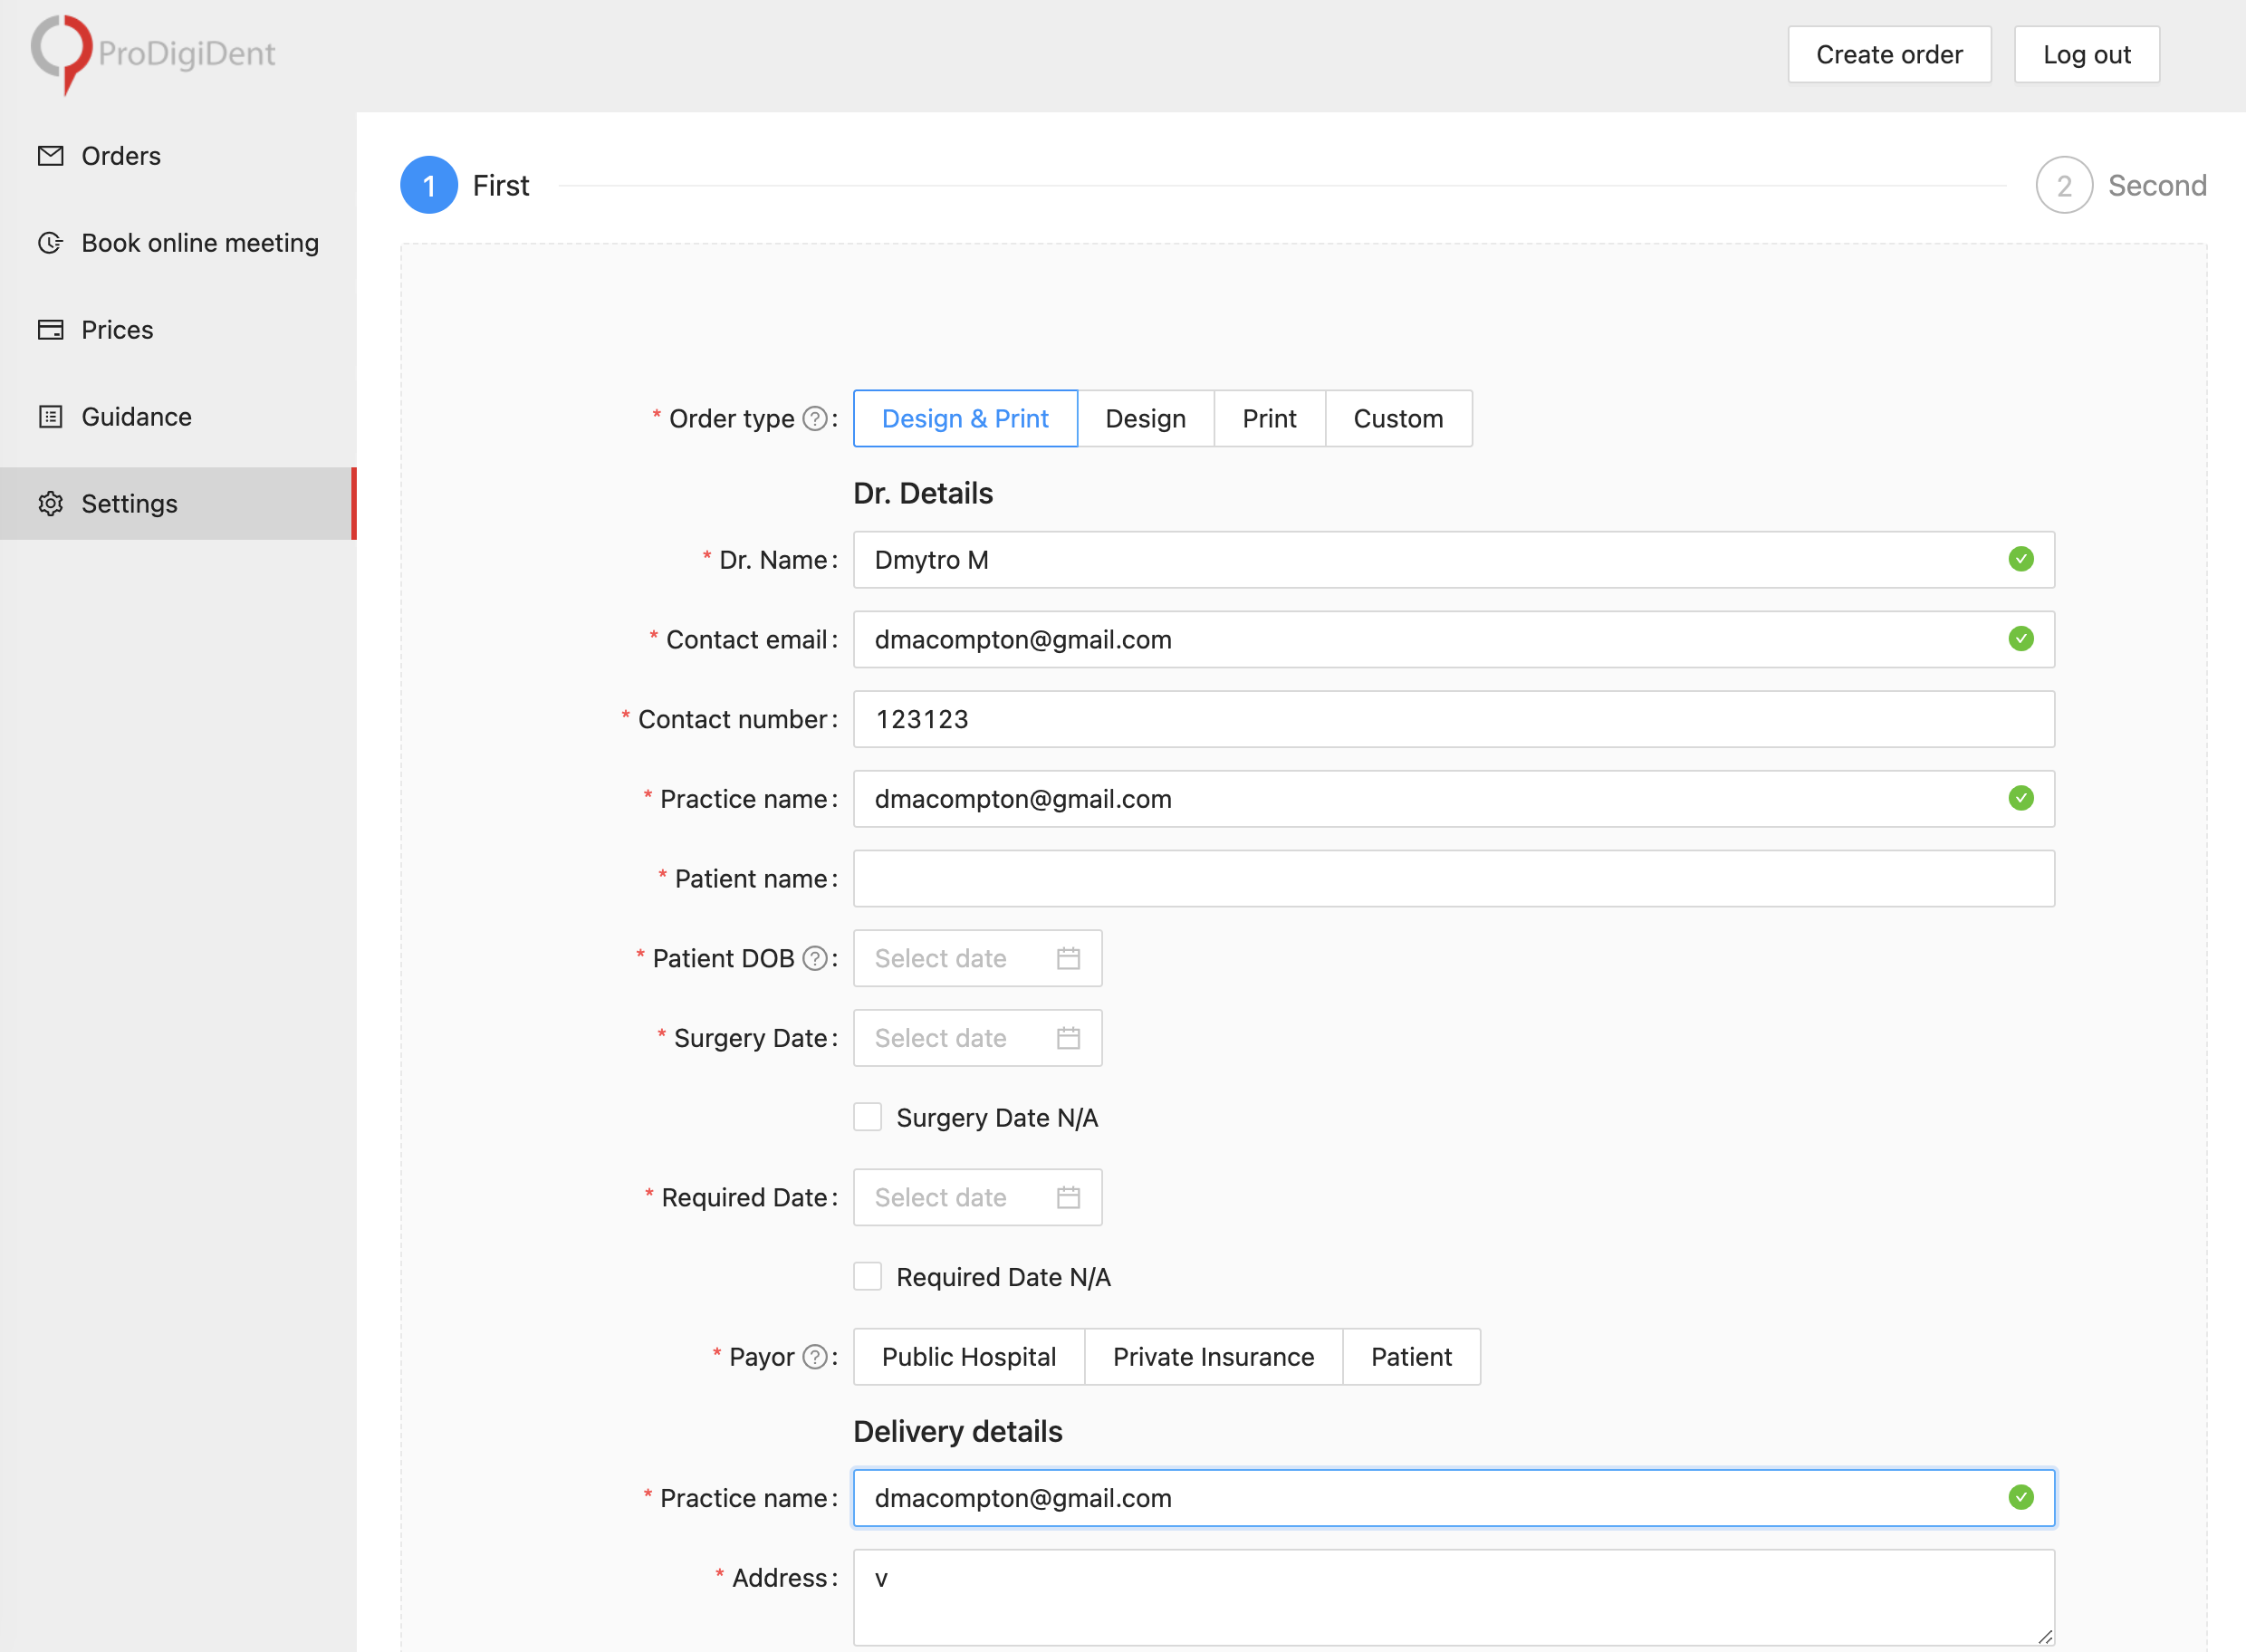 ProDigiDent
Create order
Log out
Orders
Book online meeting
Prices
Guidance
Settings
1 First
2 Second
* Order type ? : Design & Print Design Print Custom
Dr. Details
* Dr. Name : Dmytro M
* Contact email : dmacompton@gmail.com
* Contact number : 123123
* Practice name : dmacompton@gmail.com
* Patient name :
* Patient DOB ? : Select date
* Surgery Date : Select date
Surgery Date N/A
* Required Date : Select date
Required Date N/A
* Payor ? : Public Hospital Private Insurance Patient
Delivery details
* Practice name : dmacompton@gmail.com
* Address : v